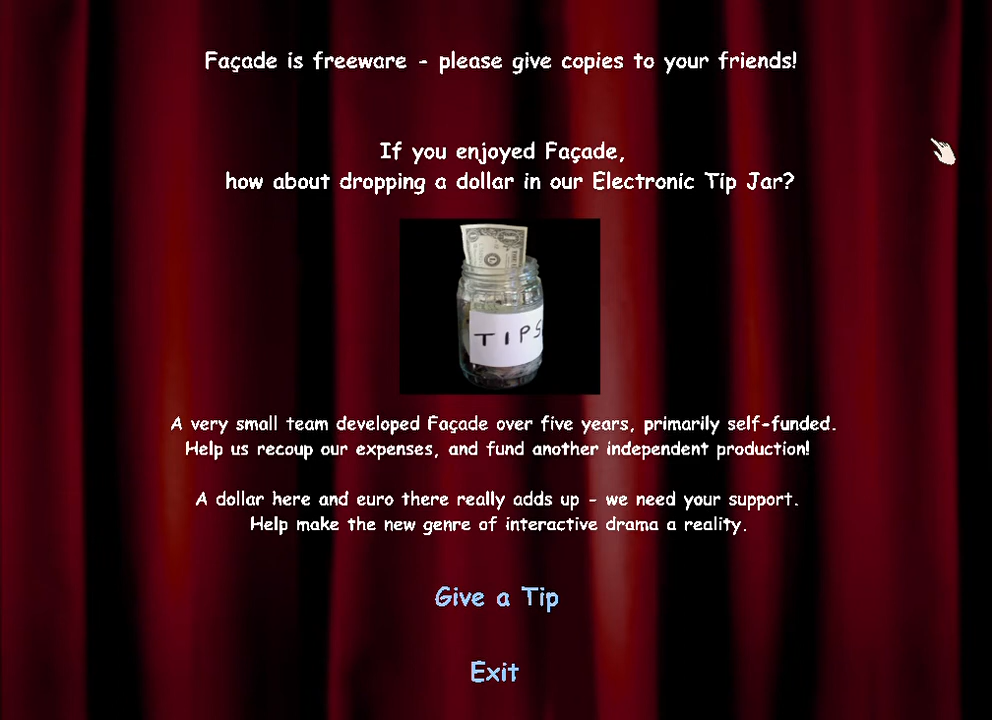 Façade is freeware - please give copies to your friends!
If you enjoyed Façade,
how about dropping a dollar in our Electronic Tip Jar?
TIPS
A very small team developed Façade over five years, primarily self-funded.
Help us recoup our expenses, and fund another independent production!
A dollar here and euro there really adds up - we need your support.
Help make the new genre of interactive drama a reality.
Give a Tip
Exit